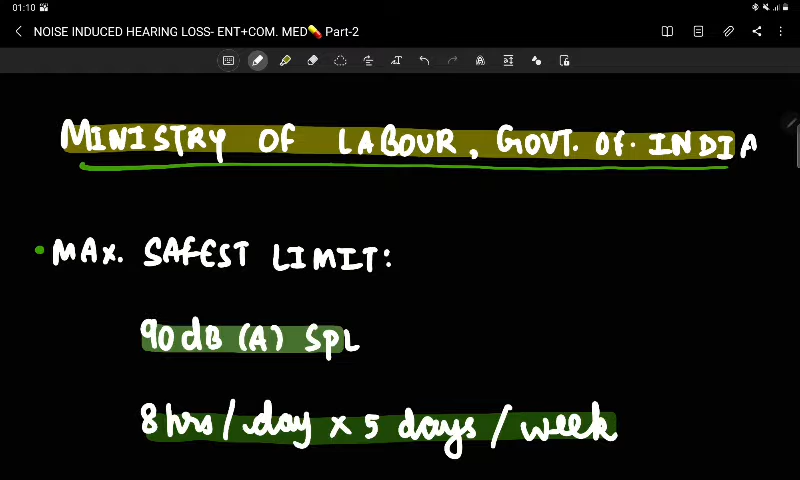 01:10
NOISE INDUCED HEARING LOSS- ENT+COM. MED💊 Part-2
MINISTRY OF LABOUR, GOVT. OF. INDIA
• MAX. SAFEST LIMIT:
90 dB (A) SPL
8 hrs/day x 5 days/week